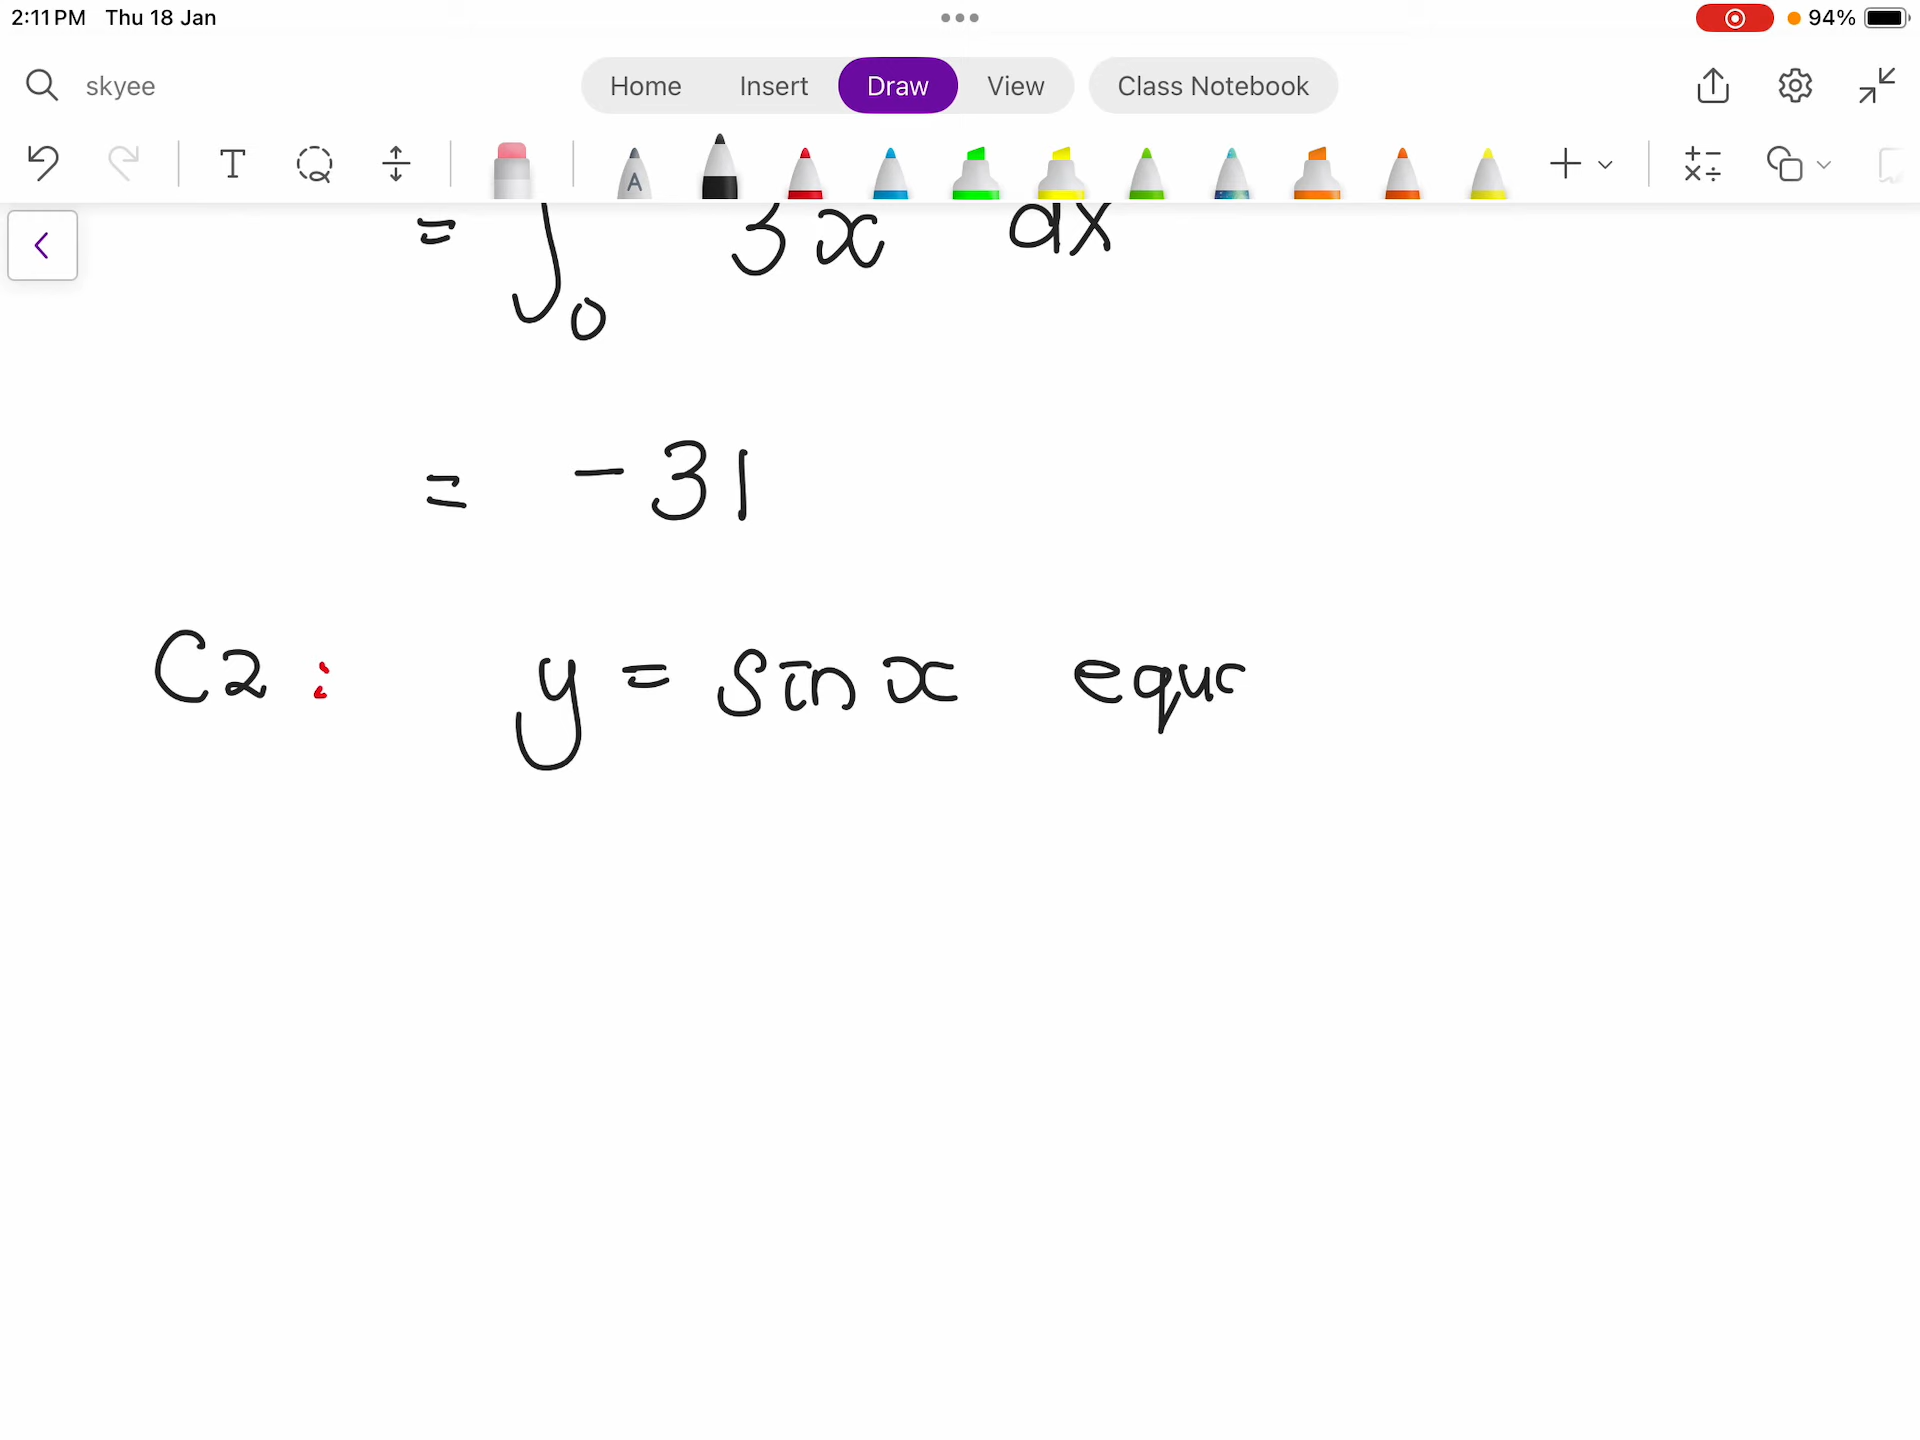 2:11 PM Thu 18 Jan 94%
skyee Home Insert Draw View Class Notebook
T A
= ∫₀ 3x dx
= -31
C2 : y = sin x equa